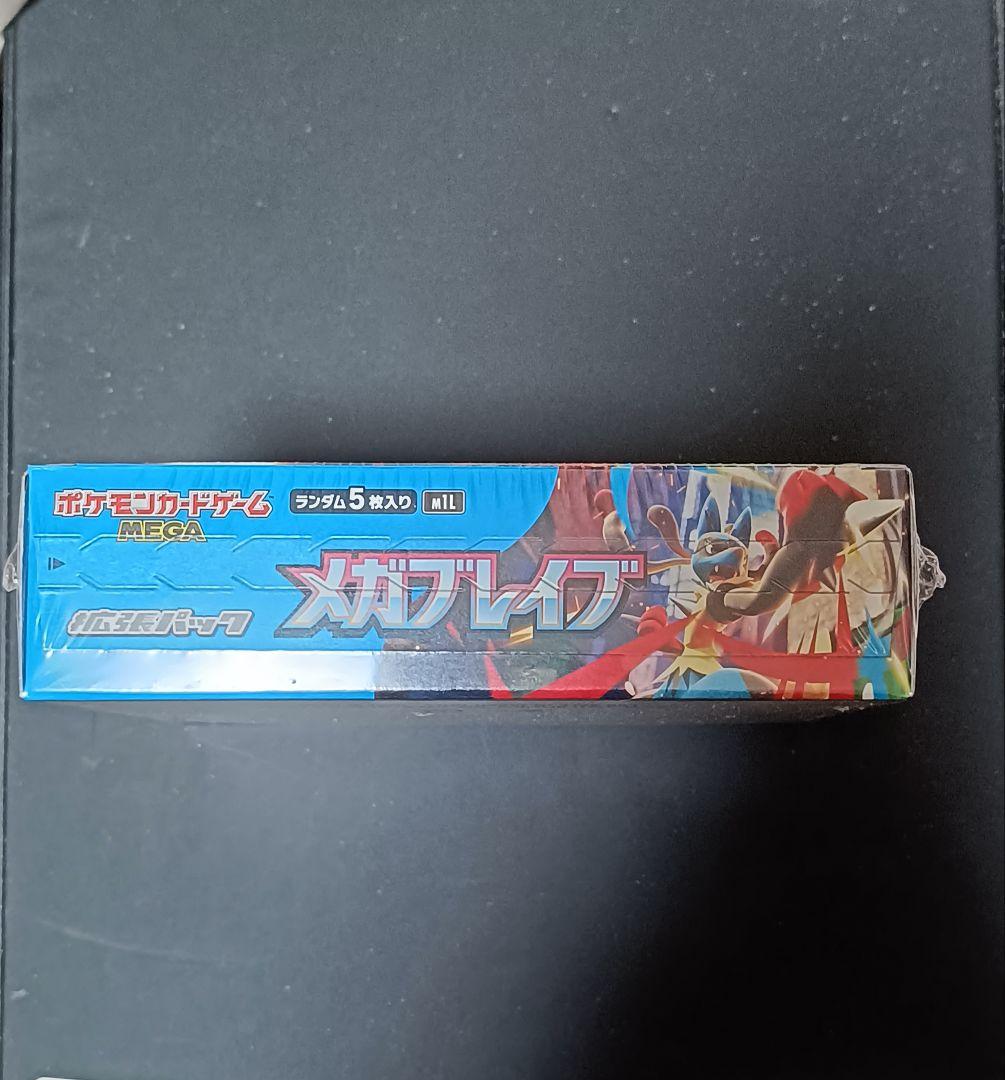 ポケモンカードゲーム
MEGA
ランダム5枚入り M1L
メガブレイブ
拡張パック